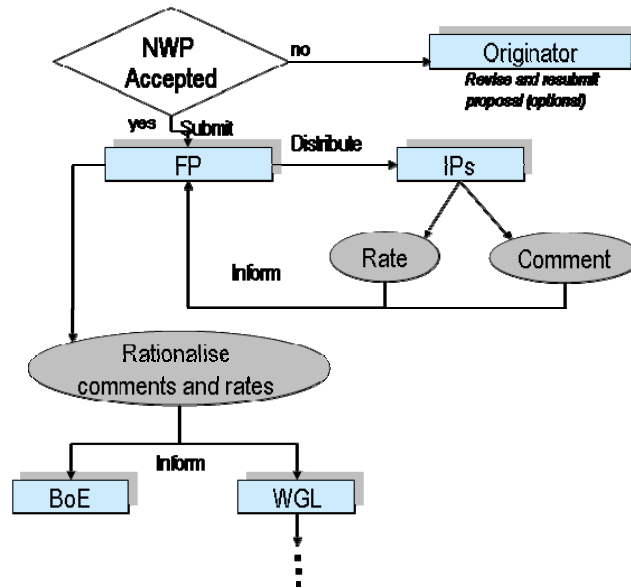 NWP
Accepted
no
Originator
Revise and resubmit
proposal (optional)
yes
Submit
Distribute
FP
IPs
Rate
Comment
Inform
Rationalise
comments and rates
Inform
BoE
WGL